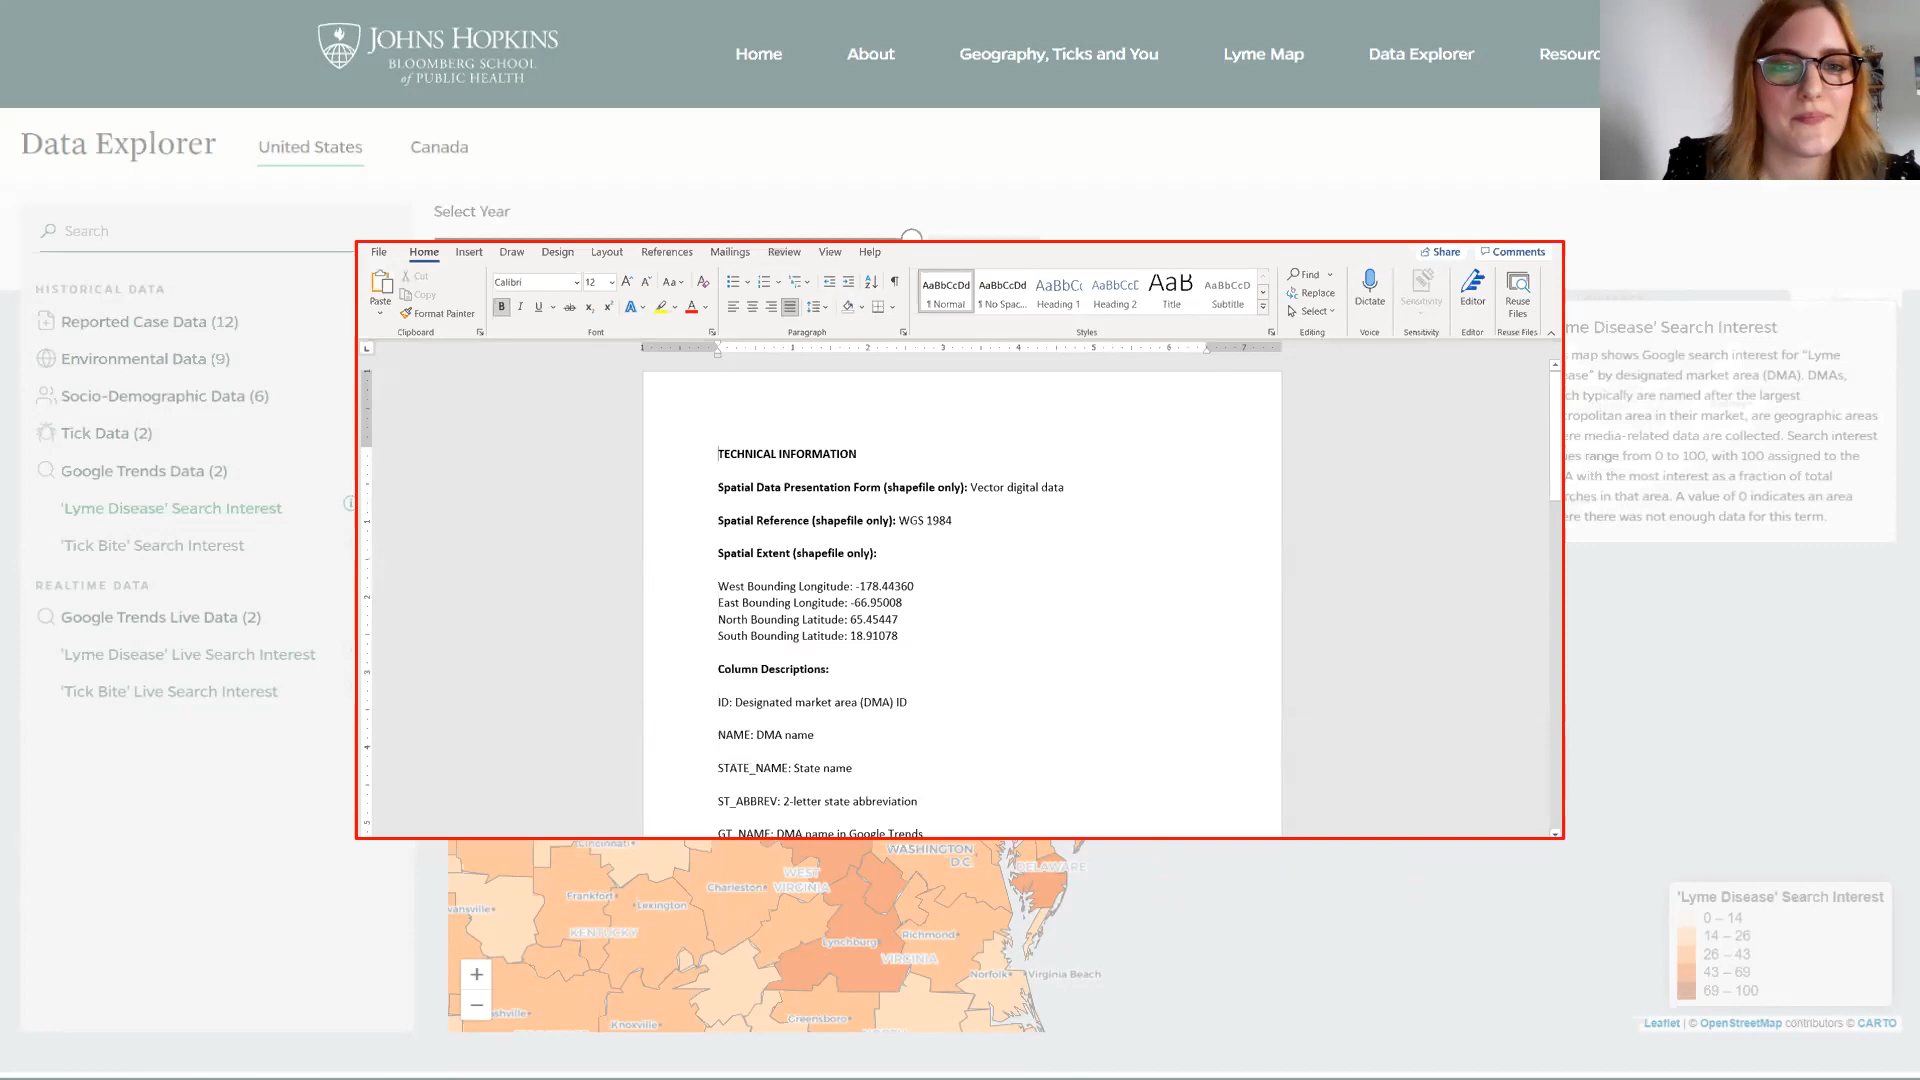 JOHNS HOPKINS
BLOOMBERG SCHOOL
of PUBLIC HEALTH
Home
About
Geography, Ticks and You
Lyme Map
Data Explorer
Data Explorer
United States
Canada
Search
Select Year
HISTORICAL DATA
Reported Case Data (12)
Environmental Data (9)
Socio-Demographic Data (6)
Tick Data (2)
Google Trends Data (2)
'Lyme Disease' Search Interest
'Tick Bite' Search Interest
REALTIME DATA
Google Trends Live Data (2)
'Lyme Disease' Live Search Interest
'Tick Bite' Live Search Interest
File Home Insert Draw Design Layout References Mailings Review View Help
Share Comments
Paste
Cut
Copy
Format Painter
Clipboard
Calibri 12
Font
Paragraph
AaBbCcDd AaBbCcDd AaBbCc AaBbCcD AaB AaBbCcD
¶ Normal ¶ No Spac... Heading 1 Heading 2 Title Subtitle
Styles
Find
Replace
Select
Editing
Dictate
Voice
Sensitivity
Sensitivity
Editor
Editor
Reuse
Files
Reuse Files
TECHNICAL INFORMATION
Spatial Data Presentation Form (shapefile only): Vector digital data
Spatial Reference (shapefile only): WGS 1984
Spatial Extent (shapefile only):
West Bounding Longitude: -178.44360
East Bounding Longitude: -66.95008
North Bounding Latitude: 65.45447
South Bounding Latitude: 18.91078
Column Descriptions:
ID: Designated market area (DMA) ID
NAME: DMA name
STATE_NAME: State name
ST_ABBREV: 2-letter state abbreviation
GT_NAME: DMA name in Google Trends
me Disease' Search Interest
map shows Google search interest for "Lyme
ase" by designated market area (DMA). DMAs,
ch typically are named after the largest
ropolitan area in their market, are geographic areas
re media-related data are collected. Search interest
es range from 0 to 100, with 100 assigned to the
A with the most interest as a fraction of total
rches in that area. A value of 0 indicates an area
re there was not enough data for this term.
Cincinnati
WASHINGTON
D.C.
DELAWARE
WEST
VIRGINIA
Charleston
Frankfort
Lexington
ansville
KENTUCKY
Lynchburg
Richmond
VIRGINIA
Norfolk
Virginia Beach
shville
Knoxville
Greensboro
+
−
'Lyme Disease' Search Interest
0 – 14
14 – 26
26 – 43
43 – 69
69 – 100
Leaflet | © OpenStreetMap contributors © CARTO